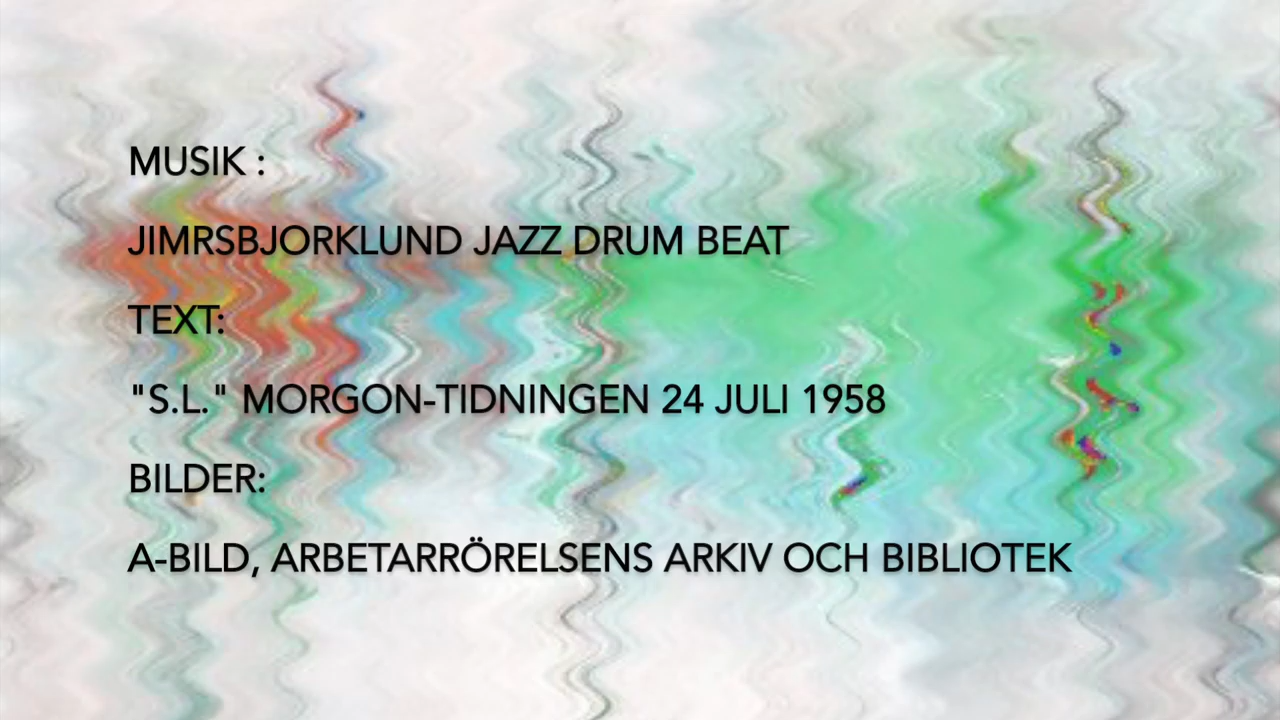 MUSIK :
JIMRSBJORKLUND JAZZ DRUM BEAT
TEXT:
"S.L." MORGON-TIDNINGEN 24 JULI 1958
BILDER:
A-BILD, ARBETARRÖRELSENS ARKIV OCH BIBLIOTEK